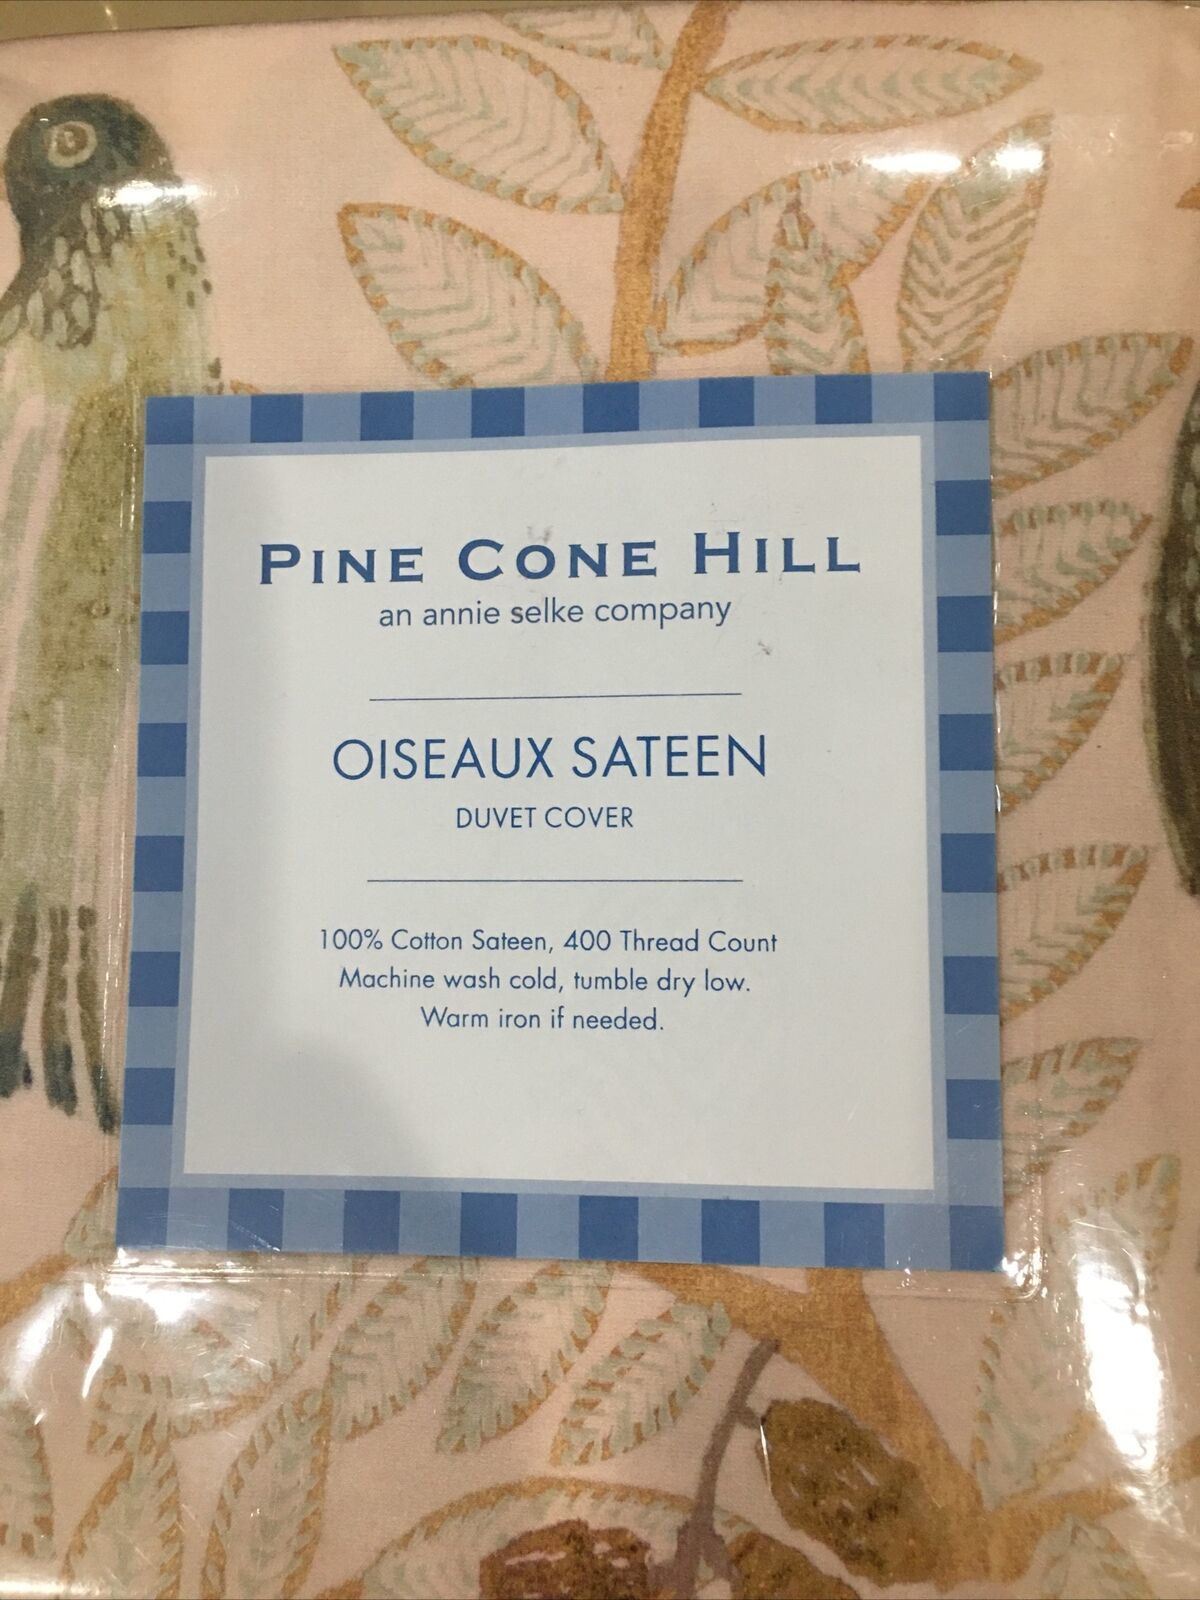 PINE CONE HILL
an annie selke company
OISEAUX SATEEN
DUVET COVER
100% Cotton Sateen, 400 Thread Count
Machine wash cold, tumble dry low.
Warm iron if needed.